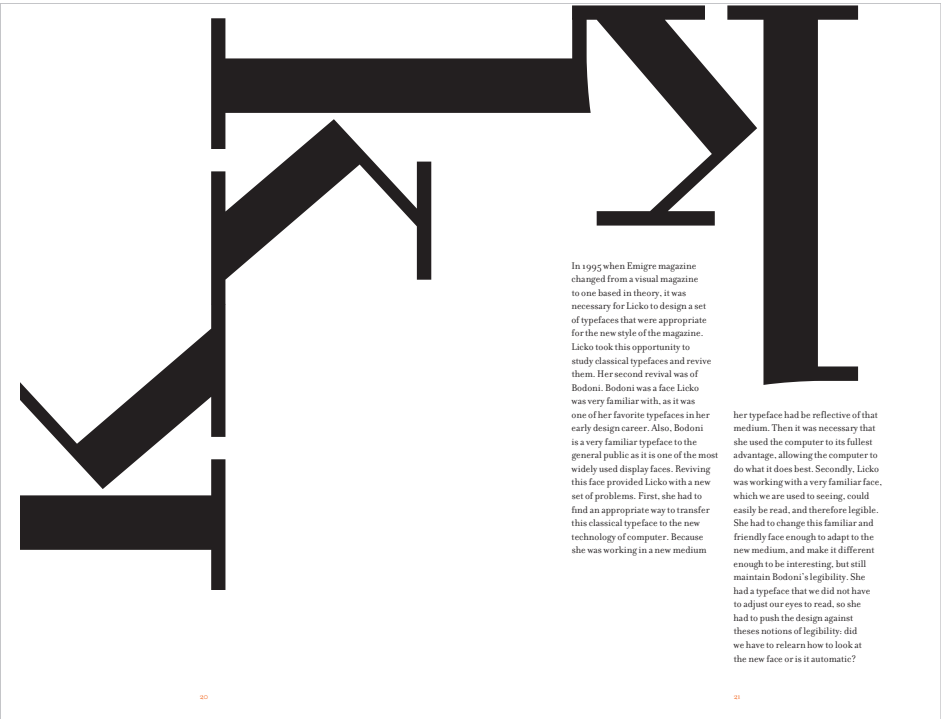 In 1995 when Emigre magazine
changed from a visual magazine
to one based in theory, it was
necessary for Licko to design a set
of typefaces that were appropriate
for the new style of the magazine.
Licko took this opportunity to
study classical typefaces and revive
them. Her second revival was of
Bodoni. Bodoni was a face Licko
was very familiar with, as it was
one of her favorite typefaces in her
early design career. Also, Bodoni
is a very familiar typeface to the
general public as it is one of the most
widely used display faces. Reviving
this face provided Licko with a new
set of problems. First, she had to
find an appropriate way to transfer
this classical typeface to the new
technology of computer. Because
she was working in a new medium
her typeface had be reflective of that
medium. Then it was necessary that
she used the computer to its fullest
advantage, allowing the computer to
do what it does best. Secondly, Licko
was working with a very familiar face,
which we are used to seeing, could
easily be read, and therefore legible.
She had to change this familiar and
friendly face enough to adapt to the
new medium, and make it different
enough to be interesting, but still
maintain Bodoni's legibility. She
had a typeface that we did not have
to adjust our eyes to read, so she
had to push the design against
theses notions of legibility: did
we have to relearn how to look at
the new face or is it automatic?
20
21